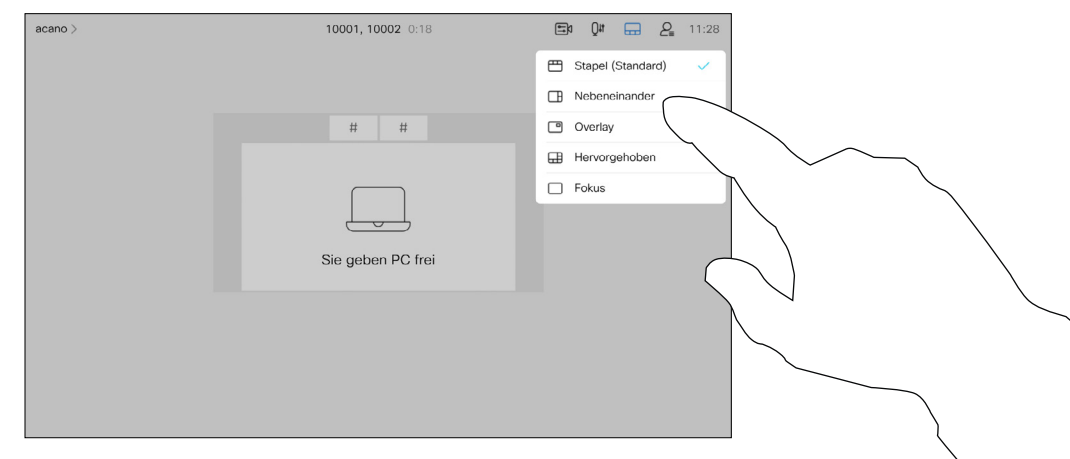 acano > 10001, 10002 0:18 11:28
Stapel (Standard)
Nebeneinander
Overlay
Hervorgehoben
Fokus
# #
Sie geben PC frei